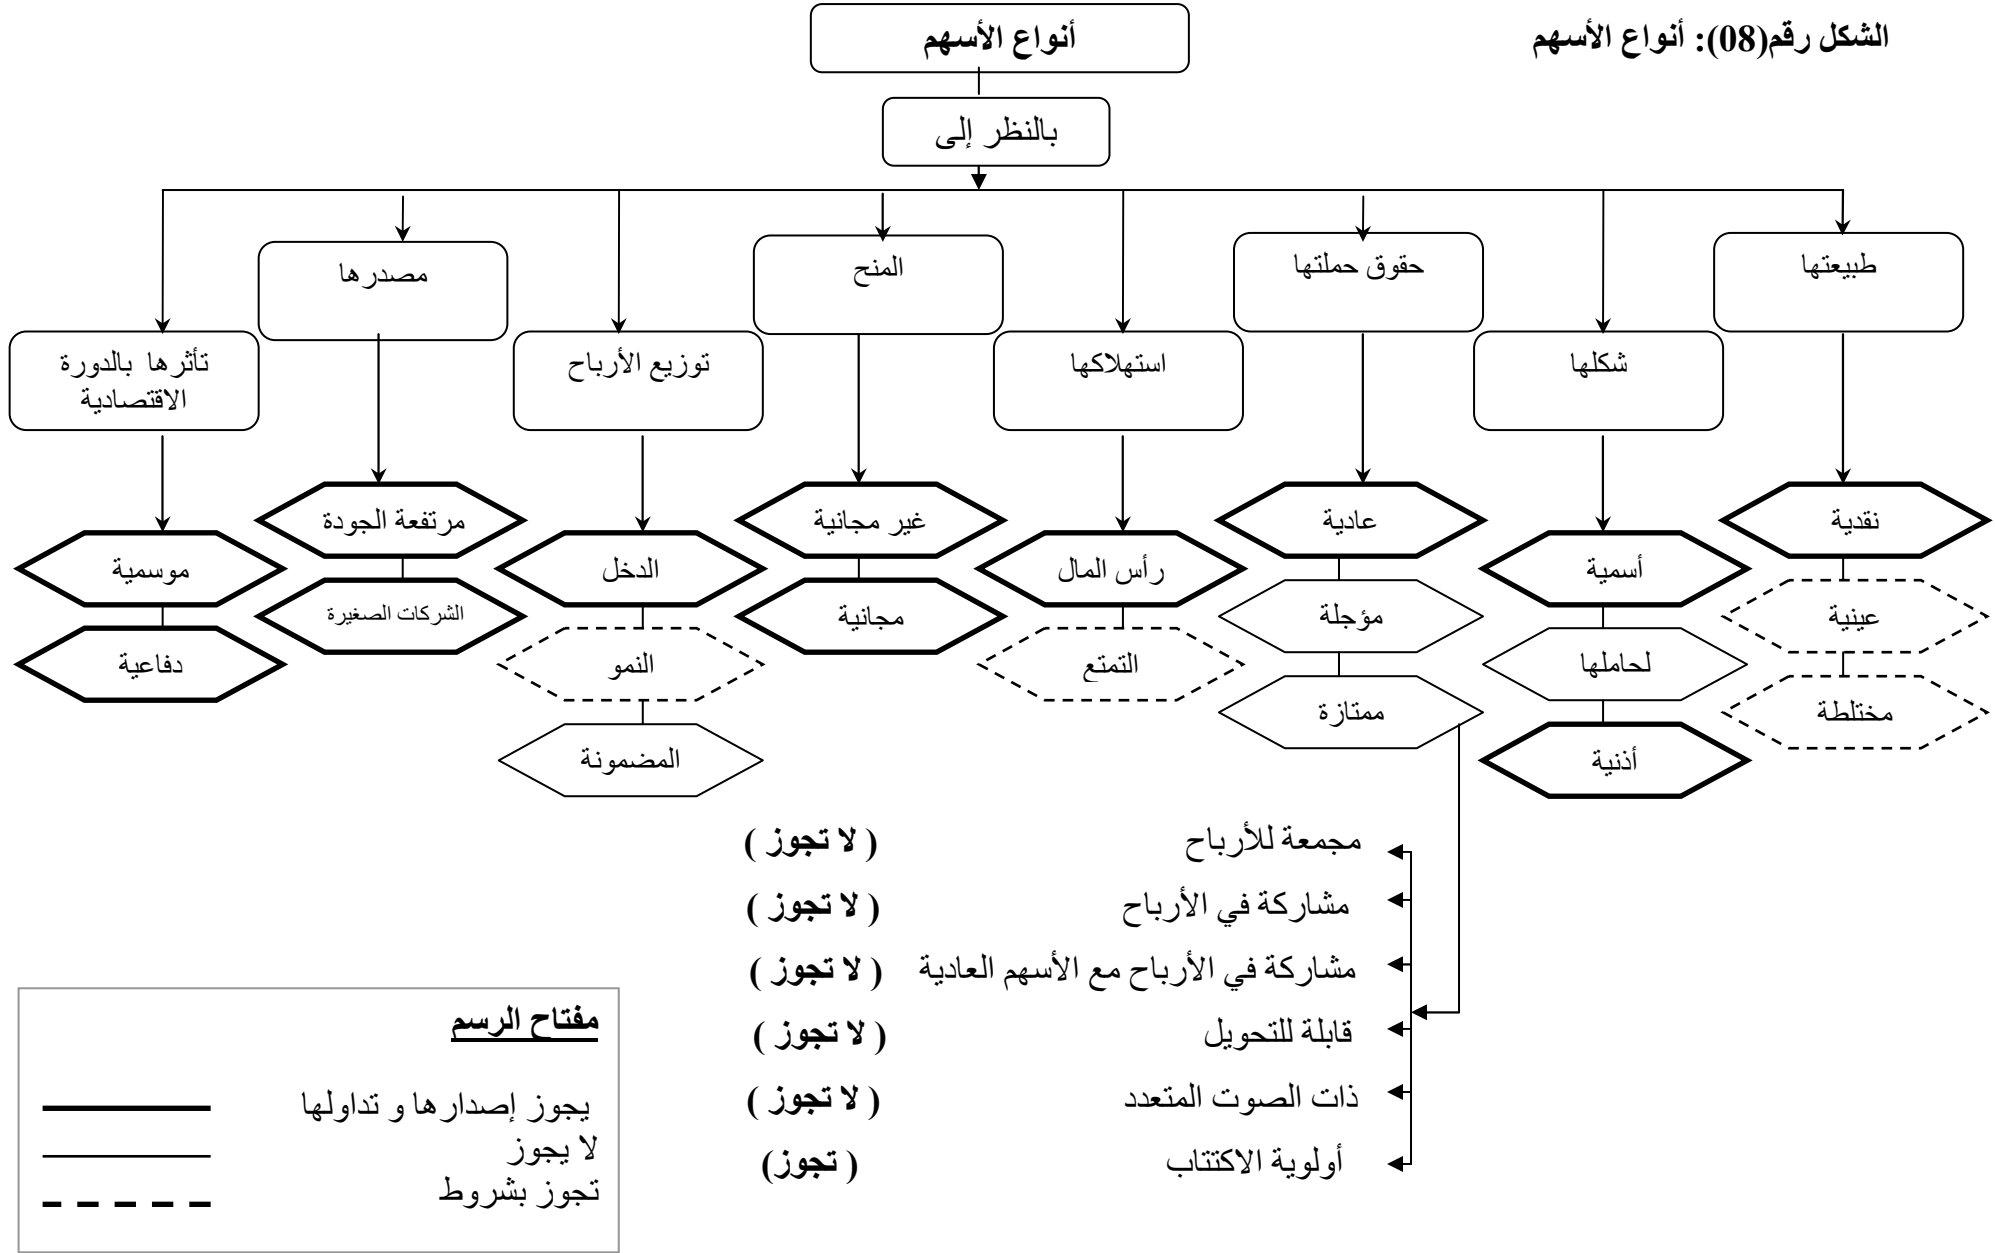 الشكل رقم(08): أنواع الأسهم
أنواع الأسهم
بالنظر إلى
طبيعتها
حقوق حملتها
المنح
مصدرها
شكلها
استهلاكها
توزيع الأرباح
تأثرها بالدورة
الاقتصادية
نقدية
عادية
غير مجانية
مرتفعة الجودة
أسمية
رأس المال
الدخل
موسمية
عينية
مؤجلة
مجانية
الشركات الصغيرة
لحاملها
التمتع
النمو
دفاعية
مختلطة
ممتازة
أذنية
المضمونة
مجمعة للأرباح ( لا تجوز )
مشاركة في الأرباح ( لا تجوز )
مشاركة في الأرباح مع الأسهم العادية ( لا تجوز )
قابلة للتحويل ( لا تجوز )
ذات الصوت المتعدد ( لا تجوز )
أولوية الاكتتاب ( تجوز)
مفتاح الرسم
يجوز إصدارها و تداولها
لا يجوز
تجوز بشروط